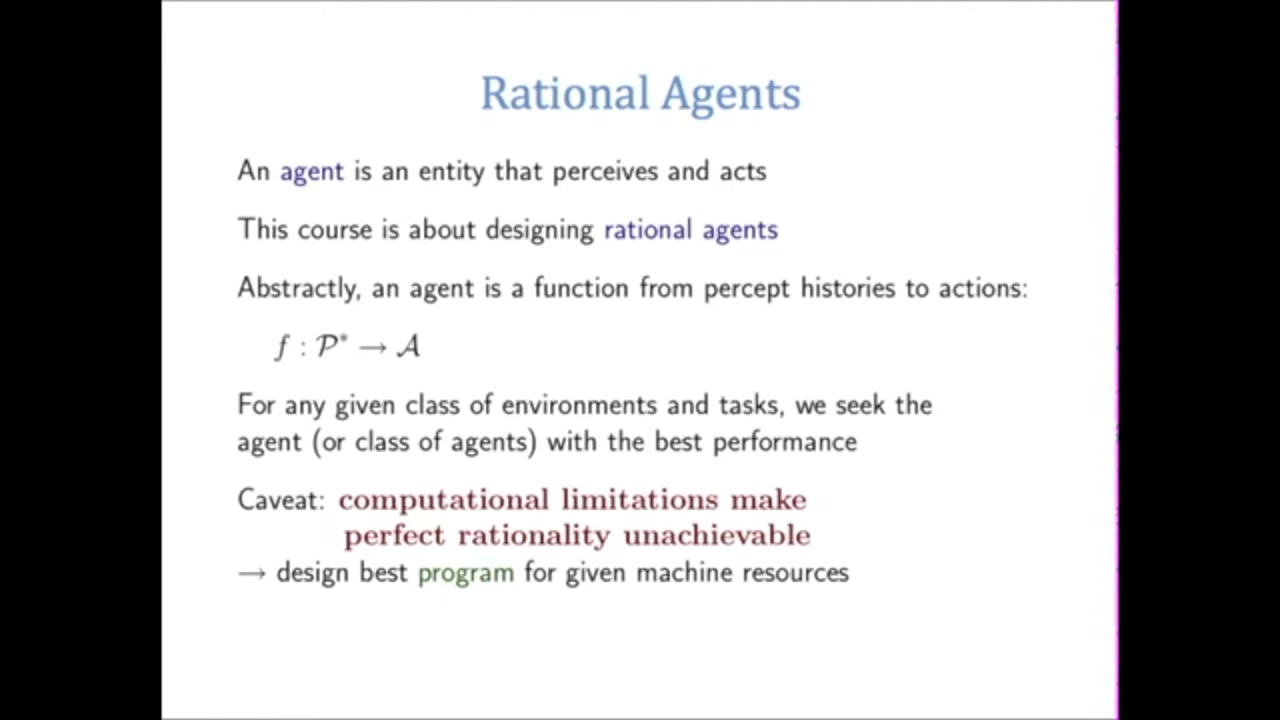 Rational Agents
An agent is an entity that perceives and acts
This course is about designing rational agents
Abstractly, an agent is a function from percept histories to actions:
f : 𝒫* → 𝒜
For any given class of environments and tasks, we seek the
agent (or class of agents) with the best performance
Caveat: computational limitations make
perfect rationality unachievable
→ design best program for given machine resources